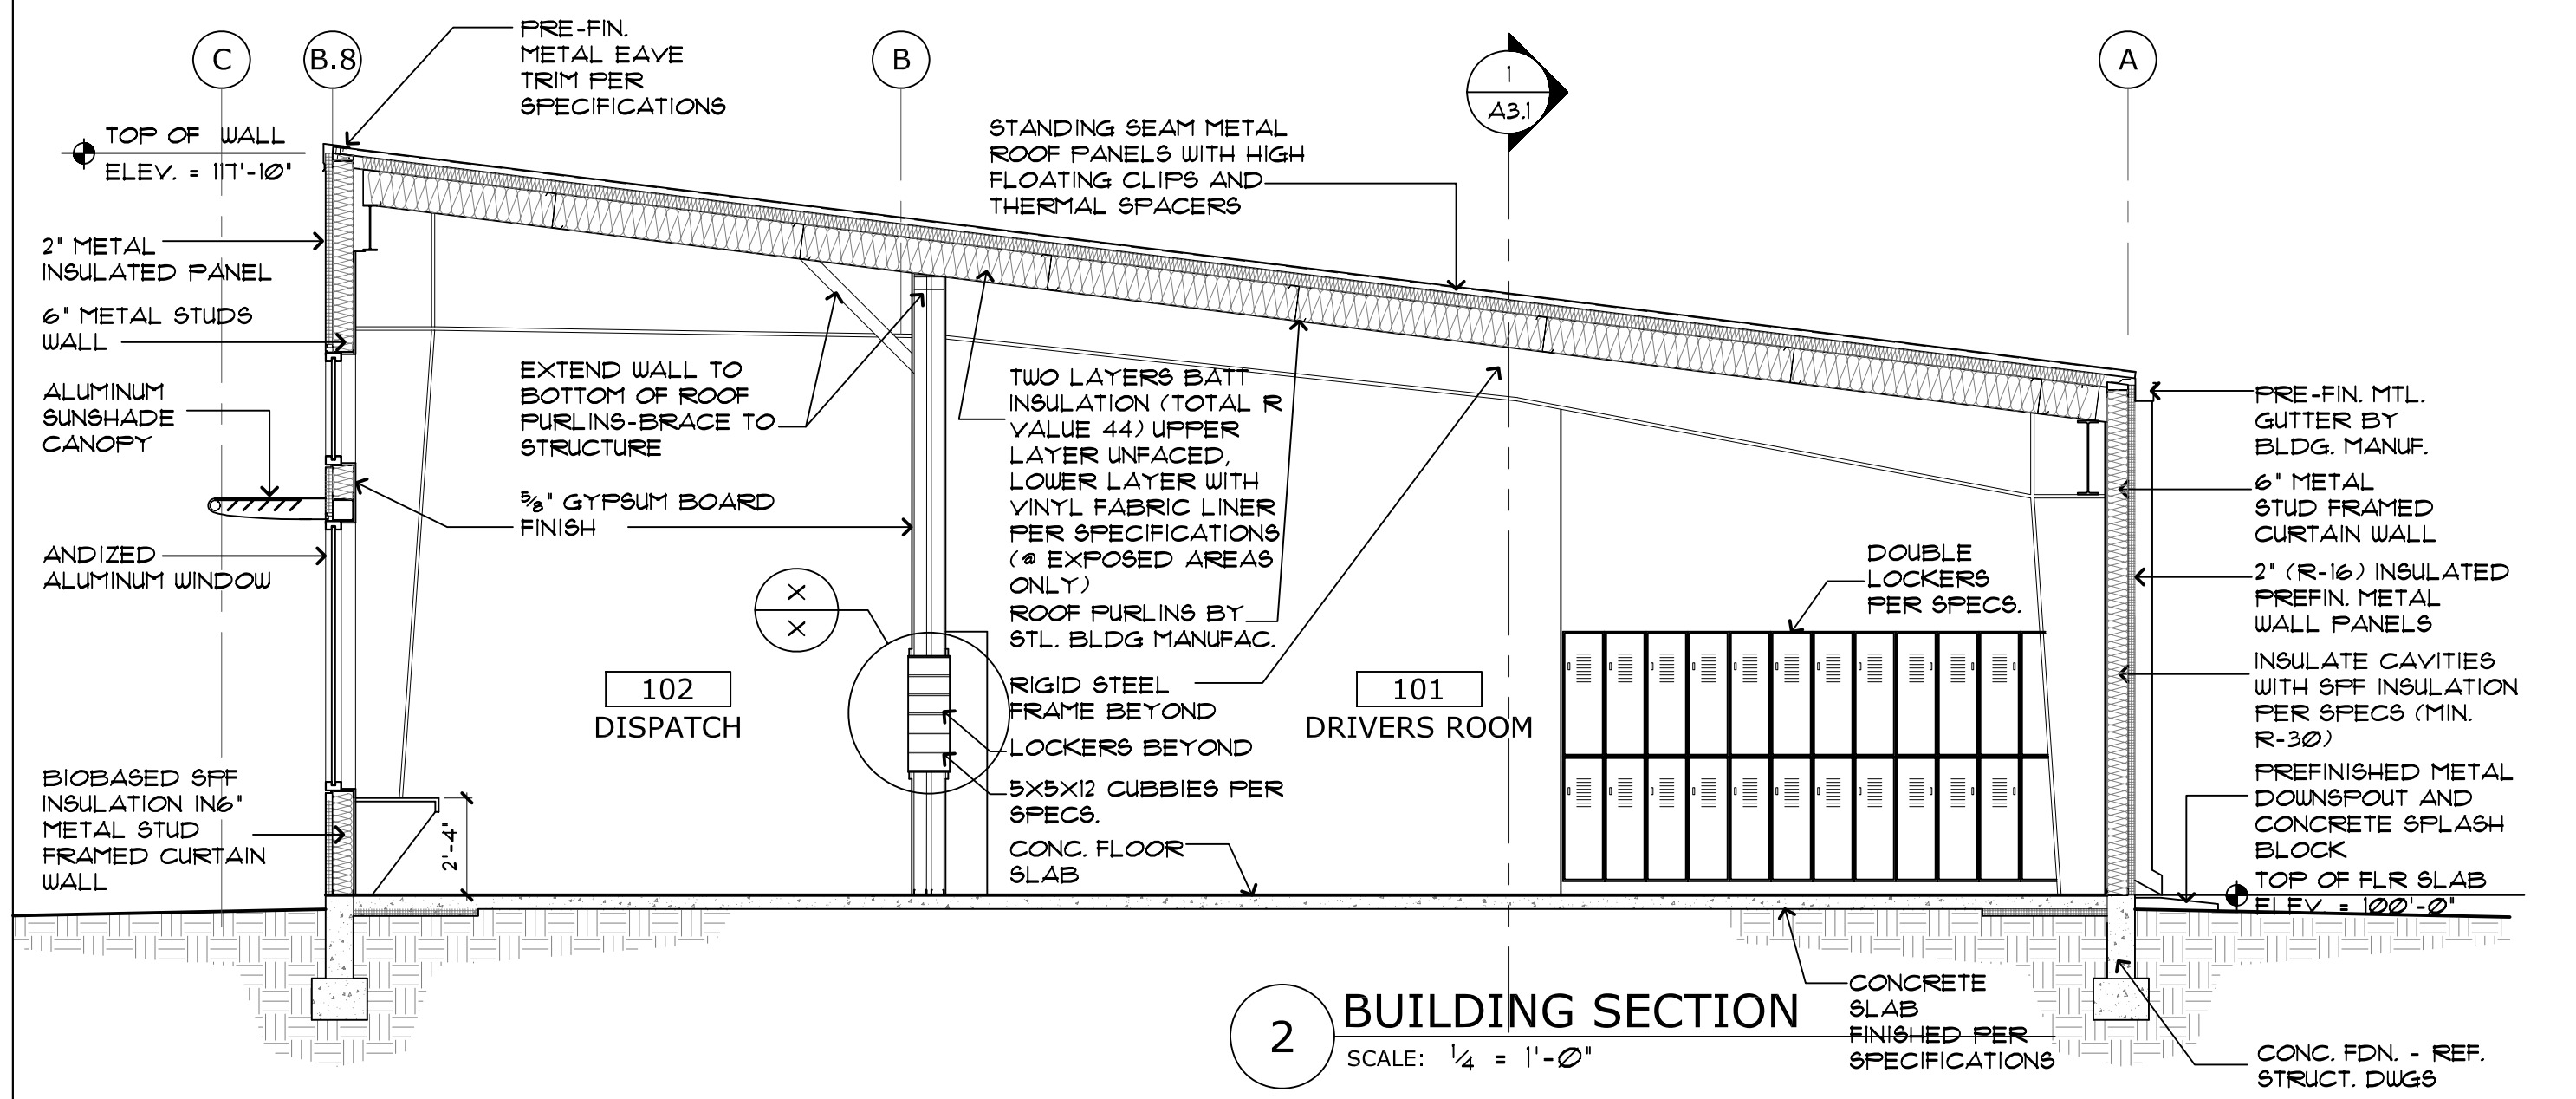 C
B.8
B
A
1
A3.1
PRE-FIN.
METAL EAVE
TRIM PER
SPECIFICATIONS
TOP OF WALL
ELEV. = 117'-10"
2" METAL
INSULATED PANEL
6" METAL STUDS
WALL
ALUMINUM
SUNSHADE
CANOPY
ANDIZED
ALUMINUM WINDOW
BIOBASED SPF
INSULATION IN6"
METAL STUD
FRAMED CURTAIN
WALL
EXTEND WALL TO
BOTTOM OF ROOF
PURLINS-BRACE TO
STRUCTURE
5/8" GYPSUM BOARD
FINISH
X
X
102
DISPATCH
2'-4"
STANDING SEAM METAL
ROOF PANELS WITH HIGH
FLOATING CLIPS AND
THERMAL SPACERS
TWO LAYERS BATT
INSULATION (TOTAL R
VALUE 44) UPPER
LAYER UNFACED,
LOWER LAYER WITH
VINYL FABRIC LINER
PER SPECIFICATIONS
(@ EXPOSED AREAS
ONLY)
ROOF PURLINS BY
STL. BLDG MANUFAC.
RIGID STEEL
FRAME BEYOND
LOCKERS BEYOND
5X5X12 CUBBIES PER
SPECS.
CONC. FLOOR
SLAB
101
DRIVERS ROOM
DOUBLE
LOCKERS
PER SPECS.
PRE-FIN. MTL.
GUTTER BY
BLDG. MANUF.
6" METAL
STUD FRAMED
CURTAIN WALL
2" (R-16) INSULATED
PREFIN. METAL
WALL PANELS
INSULATE CAVITIES
WITH SPF INSULATION
PER SPECS (MIN.
R-30)
PREFINISHED METAL
DOWNSPOUT AND
CONCRETE SPLASH
BLOCK
TOP OF FLR SLAB
ELEV. = 100'-0"
CONCRETE
SLAB
FINISHED PER
SPECIFICATIONS
CONC. FDN. - REF.
STRUCT. DWGS
2
BUILDING SECTION
SCALE: 1/4 = 1'-0"